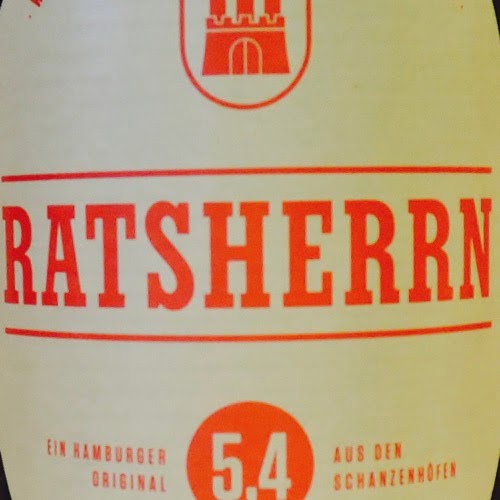 RATSHERRN
EIN HAMBURGER
ORIGINAL
5,4
AUS DEN
SCHANZENHÖFEN